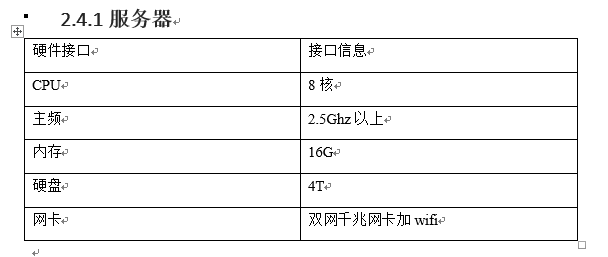 2.4.1 服务器
硬件接口 接口信息
CPU 8 核
主频 2.5Ghz 以上
内存 16G
硬盘 4T
网卡 双网千兆网卡加 wifi